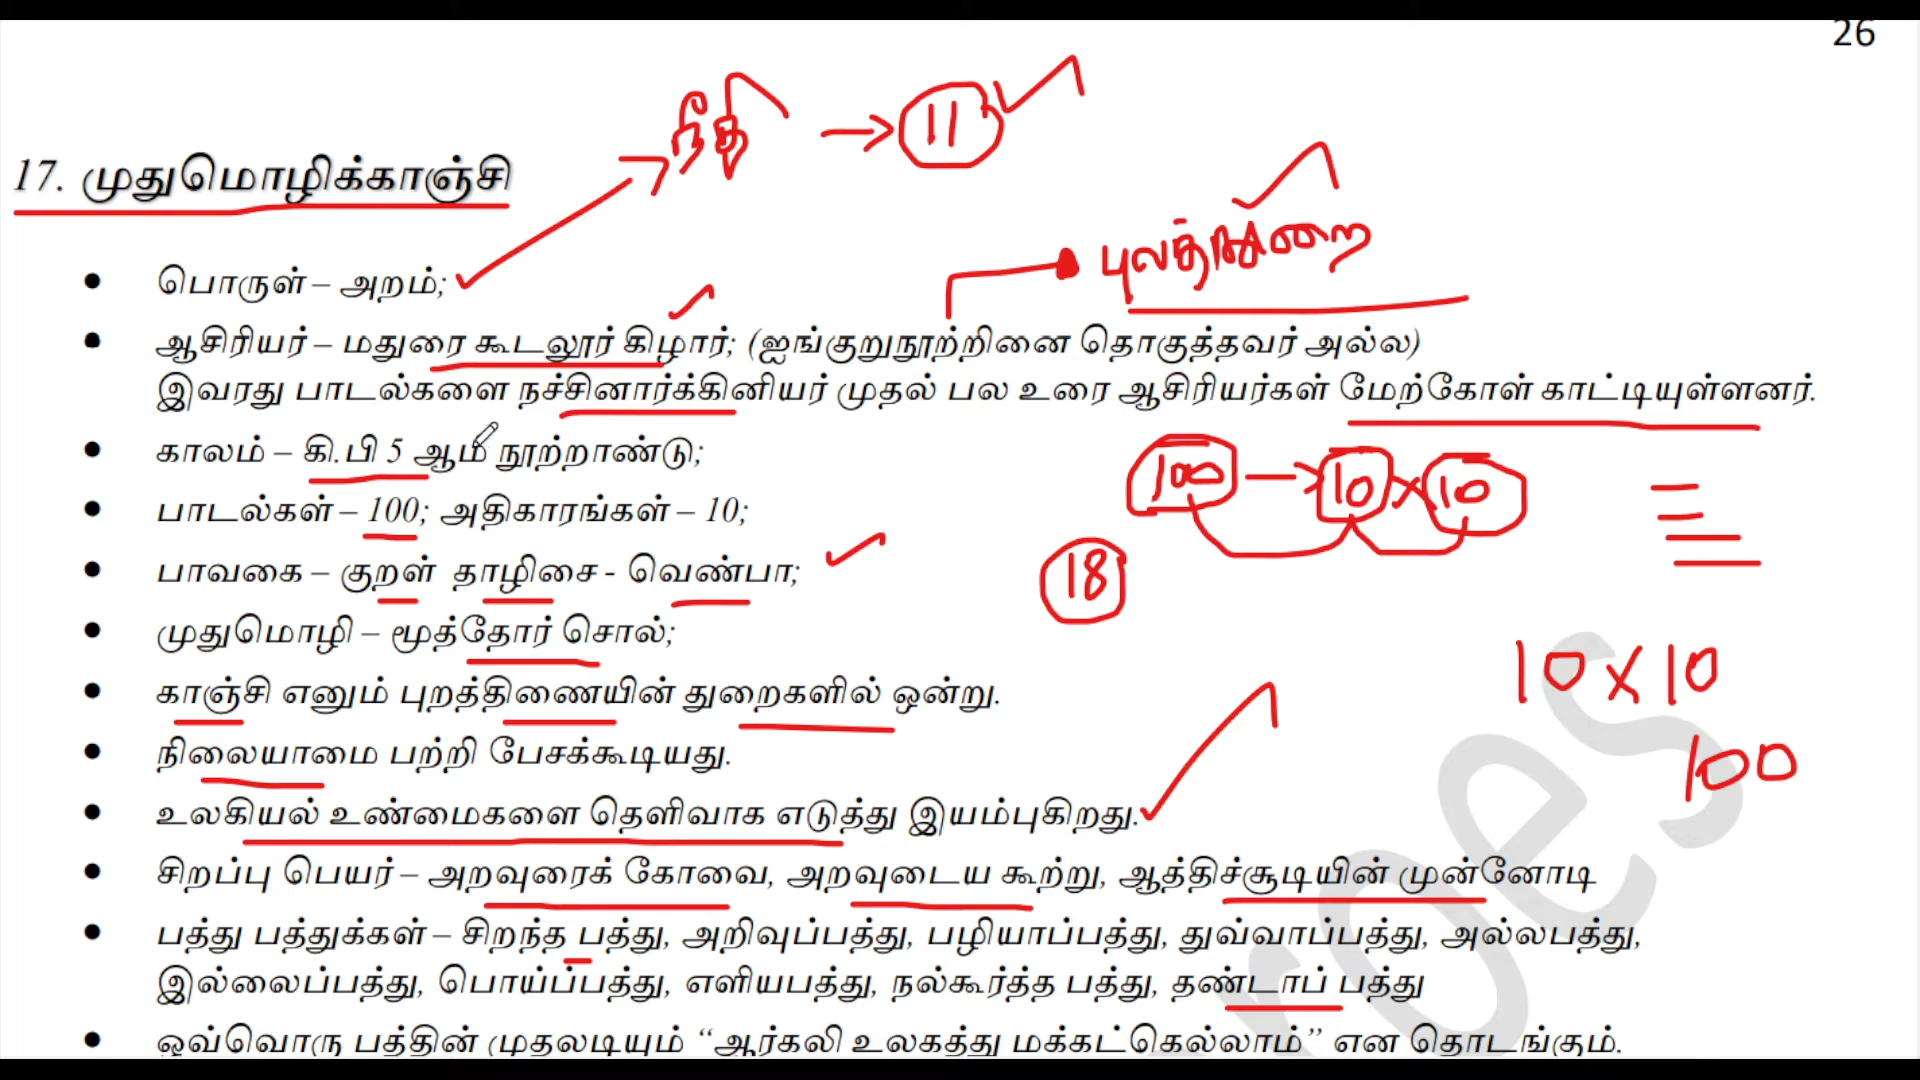 26
நீதி → 11
17. முதுமொழிக்காஞ்சி
புலத்துறை
● பொருள் – அறம்;
● ஆசிரியர் – மதுரை கூடலூர் கிழார்; (ஐங்குறுநூற்றினை தொகுத்தவர் அல்ல)
இவரது பாடல்களை நச்சினார்க்கினியர் முதல் பல உரை ஆசிரியர்கள் மேற்கோள் காட்டியுள்ளனர்.
● காலம் – கி.பி 5 ஆம் நூற்றாண்டு;
100 → 10 x 10
● பாடல்கள் – 100; அதிகாரங்கள் – 10;
● பாவகை – குறள் தாழிசை - வெண்பா;
18
● முதுமொழி – மூத்தோர் சொல்;
10 x 10
● காஞ்சி எனும் புறத்திணையின் துறைகளில் ஒன்று.
● நிலையாமை பற்றி பேசக்கூடியது.
100
● உலகியல் உண்மைகளை தெளிவாக எடுத்து இயம்புகிறது.
● சிறப்பு பெயர் – அறவுரைக் கோவை, அறவுடைய கூற்று, ஆத்திச்சூடியின் முன்னோடி
● பத்து பத்துக்கள் – சிறந்த பத்து, அறிவுப்பத்து, பழியாப்பத்து, துவ்வாப்பத்து, அல்லபத்து,
இல்லைப்பத்து, பொய்ப்பத்து, எளியபத்து, நல்கூர்த்த பத்து, தண்டாப் பத்து
● ஒவ்வொரு பத்தின் முதலடியும் “ஆர்கலி உலகத்து மக்கட்கெல்லாம்” என தொடங்கும்.